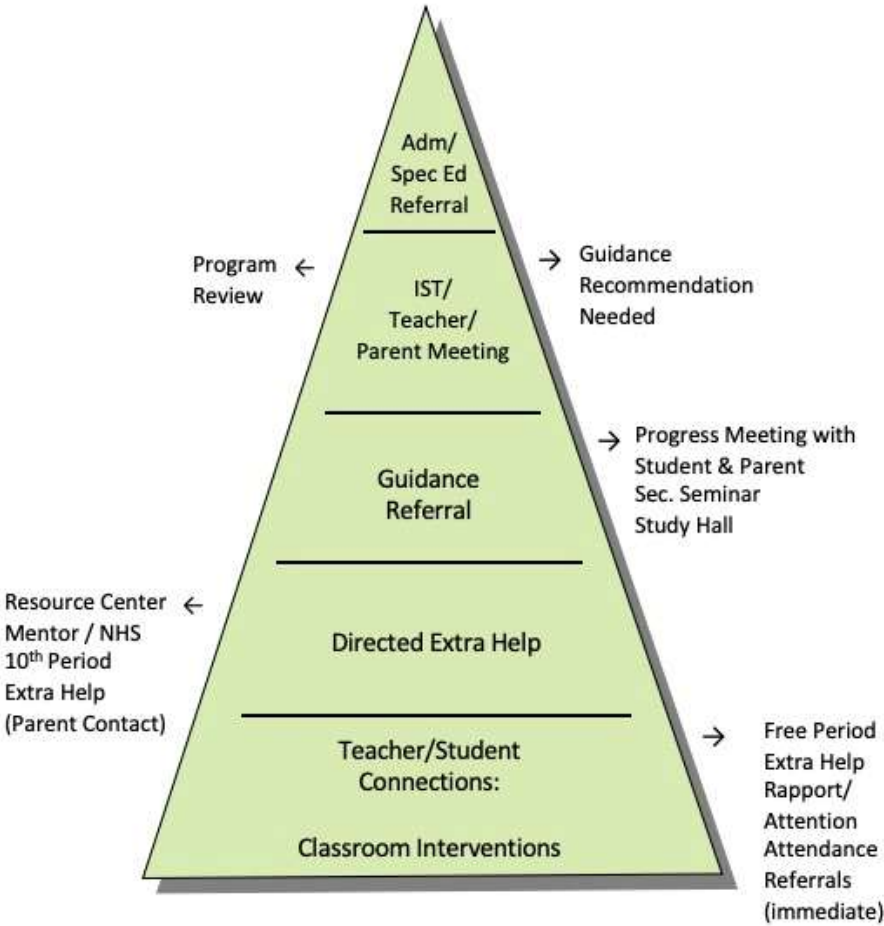 Adm/
Spec Ed
Referral
Program ←
Review
→ Guidance
Recommendation
Needed
IST/
Teacher/
Parent Meeting
→ Progress Meeting with
Student & Parent
Sec. Seminar
Study Hall
Guidance
Referral
Resource Center ←
Mentor / NHS
10th Period
Extra Help
(Parent Contact)
Directed Extra Help
→ Free Period
Extra Help
Rapport/
Attention
Attendance
Referrals
(immediate)
Teacher/Student
Connections:
Classroom Interventions